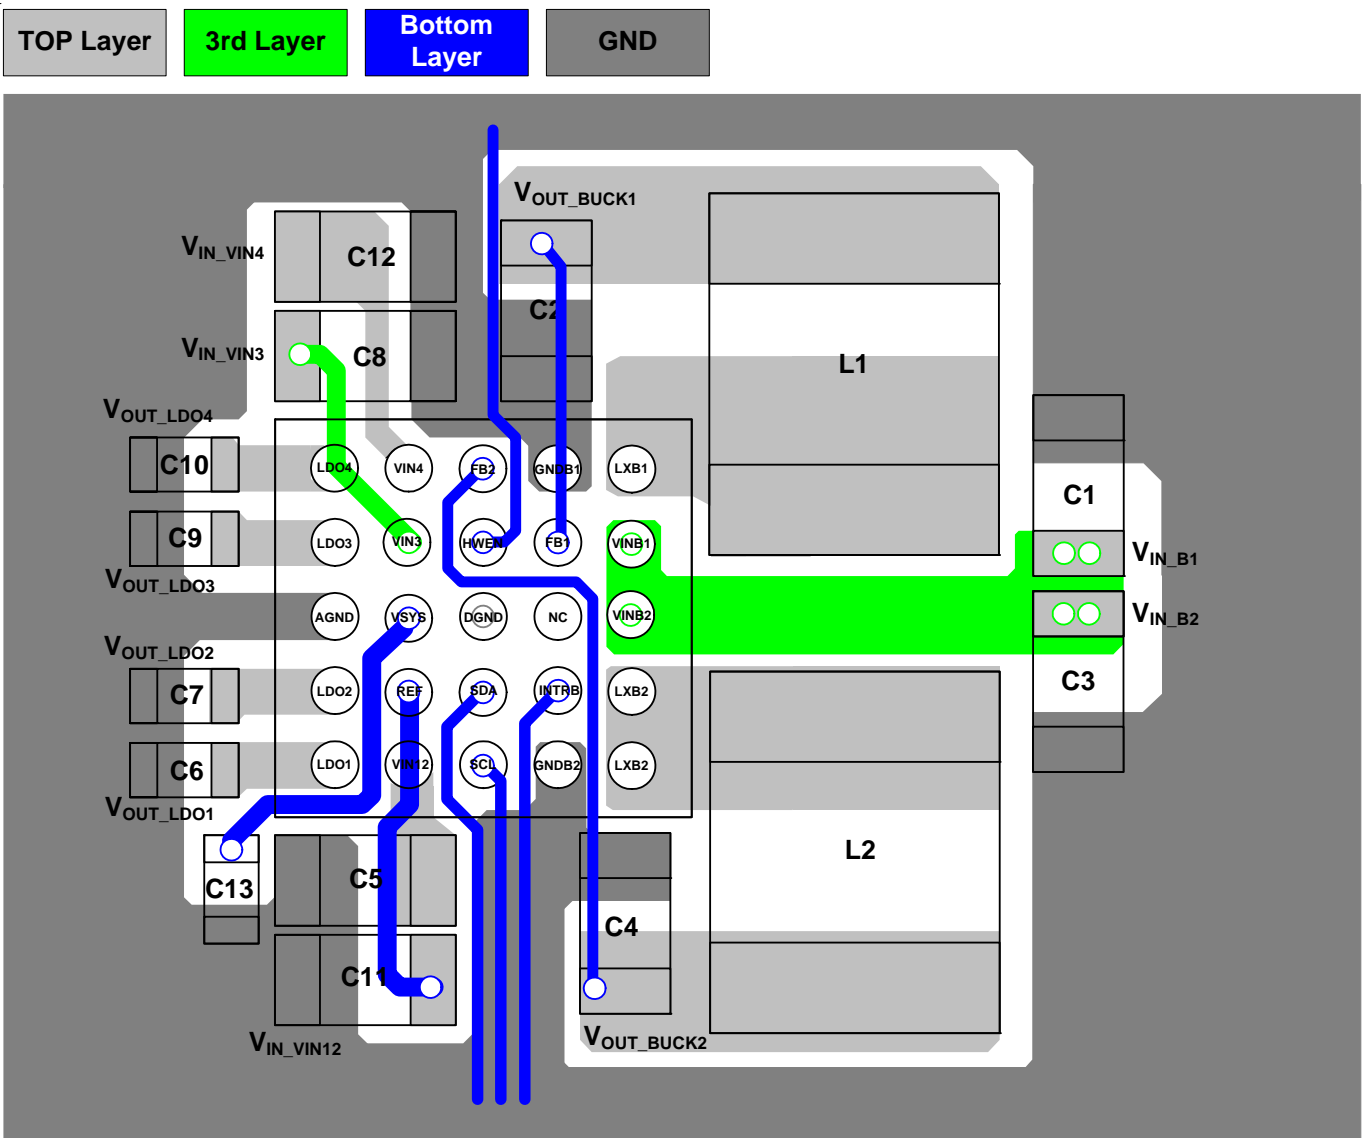 TOP Layer
3rd Layer
Bottom
Layer
GND
VOUT_BUCK1
VIN_VIN4
C12
C2
VIN_VIN3
C8
L1
VOUT_LDO4
C10
LDO4
VIN4
FB2
GNDB1
LXB1
C1
C9
LDO3
VIN3
HWEN
FB1
VINB1
VIN_B1
VOUT_LDO3
AGND
VSYS
DGND
NC
VINB2
VIN_B2
VOUT_LDO2
C7
LDO2
REF
SDA
INTRB
LXB2
C3
C6
LDO1
VIN12
SCL
GNDB2
LXB2
VOUT_LDO1
C13
C5
L2
C4
C11
VIN_VIN12
VOUT_BUCK2